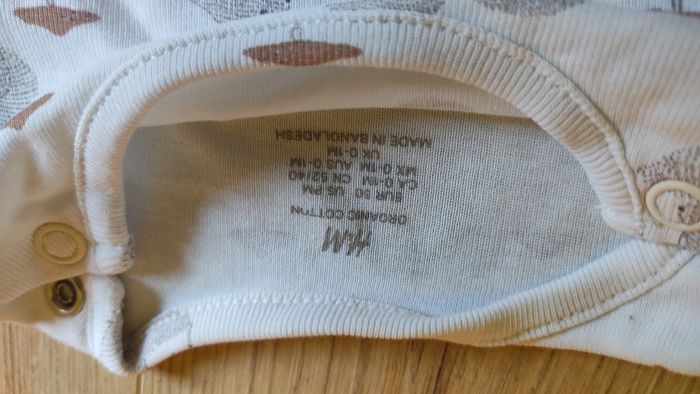 H&M
ORGANIC COTTON
EUR 50 US PM
CA 0-1M CN 52/40
MX 0-1M AUS 0-1M
UK 0-1M
MADE IN BANGLADESH